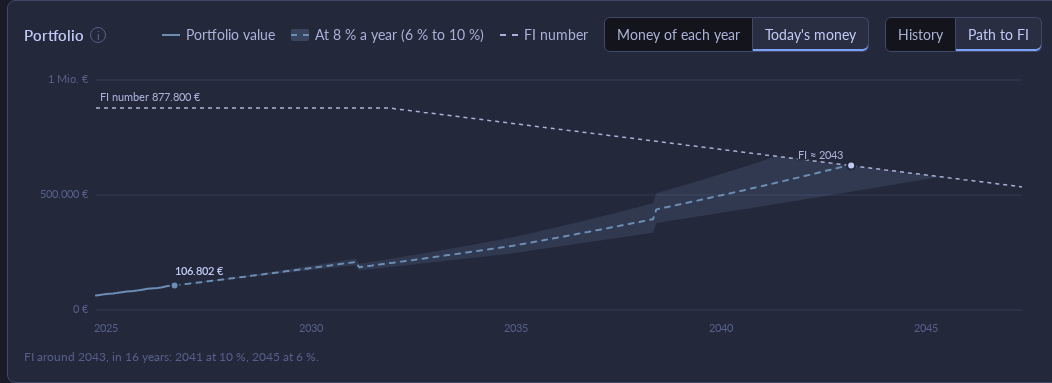 Portfolio
Portfolio value
At 8 % a year (6 % to 10 %)
FI number
Money of each year
Today's money
History
Path to FI
1 Mio. €
FI number 877.800 €
FI ≈ 2043
500.000 €
106.802 €
0 €
2025 2030 2035 2040 2045
FI around 2043, in 16 years: 2041 at 10 %, 2045 at 6 %.